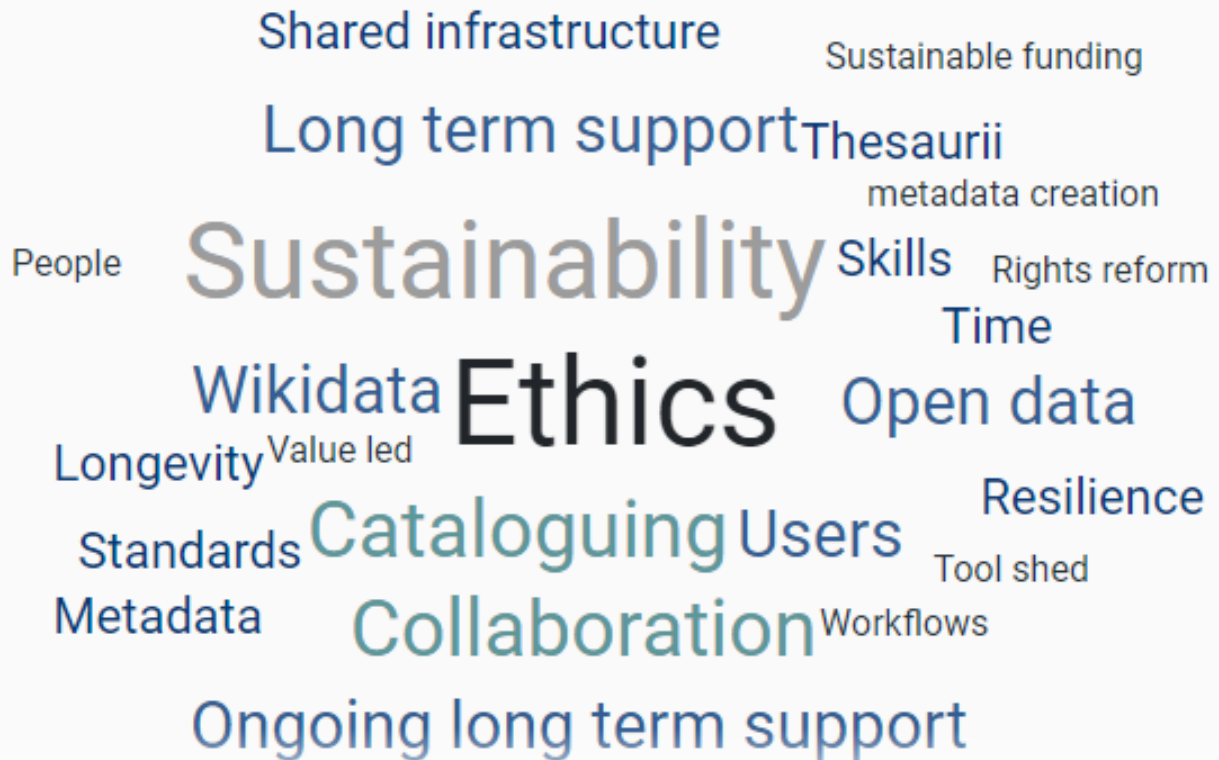 Shared infrastructure
Sustainable funding
Long term support
Thesaurii
metadata creation
People
Sustainability
Skills
Rights reform
Time
Wikidata
Ethics
Open data
Longevity
Value led
Resilience
Standards
Cataloguing
Users
Tool shed
Metadata
Collaboration
Workflows
Ongoing long term support